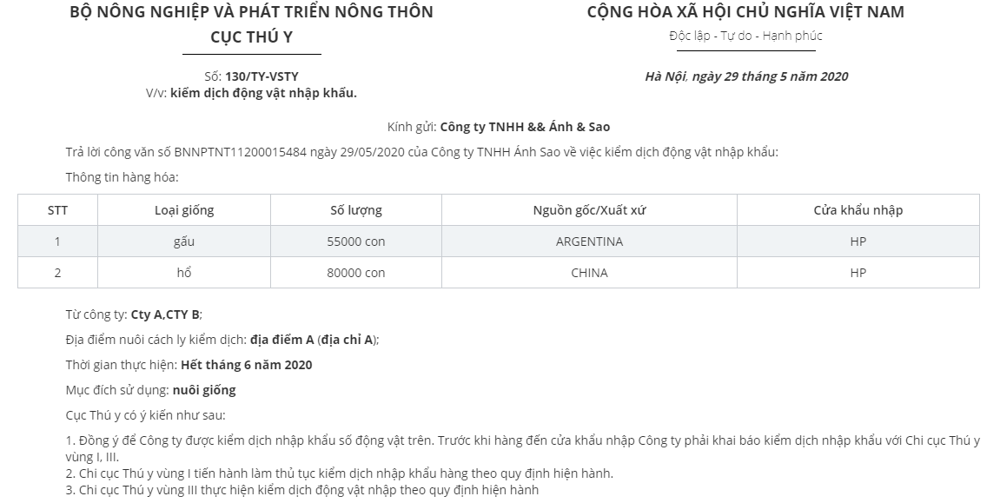 BỘ NÔNG NGHIỆP VÀ PHÁT TRIỂN NÔNG THÔN
CỤC THÚ Y
CỘNG HÒA XÃ HỘI CHỦ NGHĨA VIỆT NAM
Độc lập - Tự do - Hạnh phúc
Số: 130/TY-VSTY
V/v: kiểm dịch động vật nhập khẩu.
Hà Nội, ngày 29 tháng 5 năm 2020
Kính gửi: Công ty TNHH && Ánh & Sao
Trả lời công văn số BNNPTNT11200015484 ngày 29/05/2020 của Công ty TNHH Ánh Sao về việc kiểm dịch động vật nhập khẩu:
Thông tin hàng hóa:
STT Loại giống Số lượng Nguồn gốc/Xuất xứ Cửa khẩu nhập
1 gấu 55000 con ARGENTINA HP
2 hổ 80000 con CHINA HP
Từ công ty: Cty A,CTY B;
Địa điểm nuôi cách ly kiểm dịch: địa điểm A (địa chỉ A);
Thời gian thực hiện: Hết tháng 6 năm 2020
Mục đích sử dụng: nuôi giống
Cục Thú y có ý kiến như sau:
1. Đồng ý để Công ty được kiểm dịch nhập khẩu số động vật trên. Trước khi hàng đến cửa khẩu nhập Công ty phải khai báo kiểm dịch nhập khẩu với Chi cục Thú y
vùng I, III.
2. Chi cục Thú y vùng I tiến hành làm thủ tục kiểm dịch nhập khẩu hàng theo quy định hiện hành.
3. Chi cục Thú y vùng III thực hiện kiểm dịch động vật nhập theo quy định hiện hành